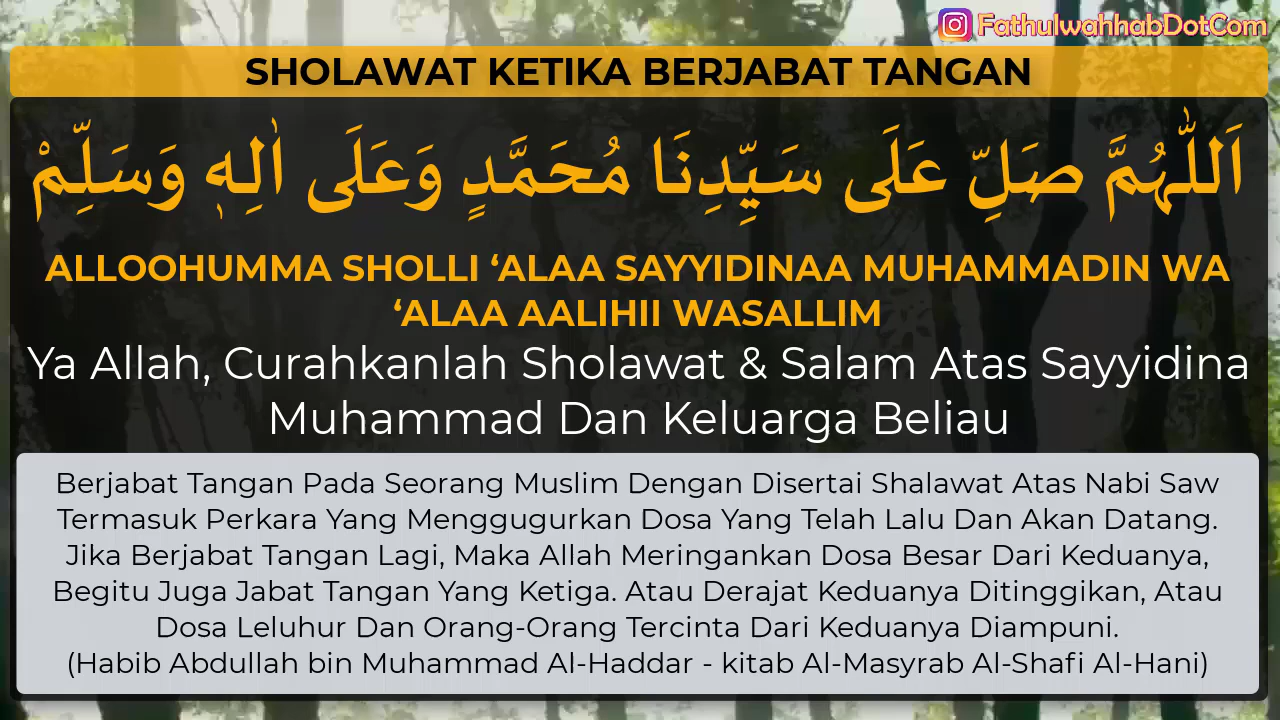 FathulwahhabDotCom
SHOLAWAT KETIKA BERJABAT TANGAN
اَللّٰهُمَّ صَلِّ عَلَى سَيِّدِنَا مُحَمَّدٍ وَعَلَى اٰلِهٖ وَسَلِّمْ
ALLOOHUMMA SHOLLI ‘ALAA SAYYIDINAA MUHAMMADIN WA
‘ALAA AALIHII WASALLIM
Ya Allah, Curahkanlah Sholawat & Salam Atas Sayyidina
Muhammad Dan Keluarga Beliau
Berjabat Tangan Pada Seorang Muslim Dengan Disertai Shalawat Atas Nabi Saw
Termasuk Perkara Yang Menggugurkan Dosa Yang Telah Lalu Dan Akan Datang.
Jika Berjabat Tangan Lagi, Maka Allah Meringankan Dosa Besar Dari Keduanya,
Begitu Juga Jabat Tangan Yang Ketiga. Atau Derajat Keduanya Ditinggikan, Atau
Dosa Leluhur Dan Orang-Orang Tercinta Dari Keduanya Diampuni.
(Habib Abdullah bin Muhammad Al-Haddar - kitab Al-Masyrab Al-Shafi Al-Hani)